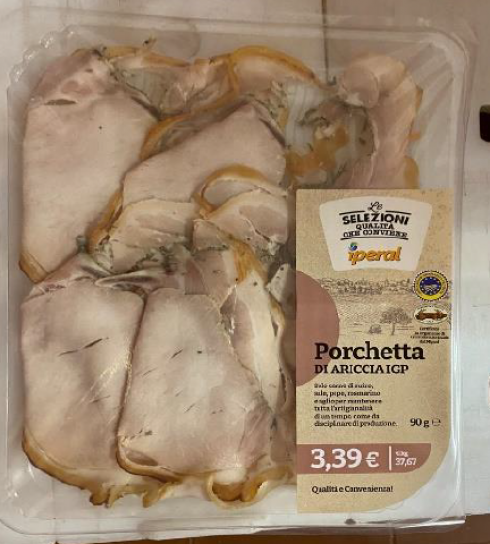 Le
SELEZIONI
QUALITÀ
CHE CONVIENE
iperal
Porchetta
DI ARICCIA IGP
Solo carne di suino,
sale, pepe, rosmarino
e aglio per mantenere
tutta l'artigianalità
di un tempo come da
disciplinare di produzione.
90 g e
3,39 €
€/kg
37,67
Qualità e Convenienza!